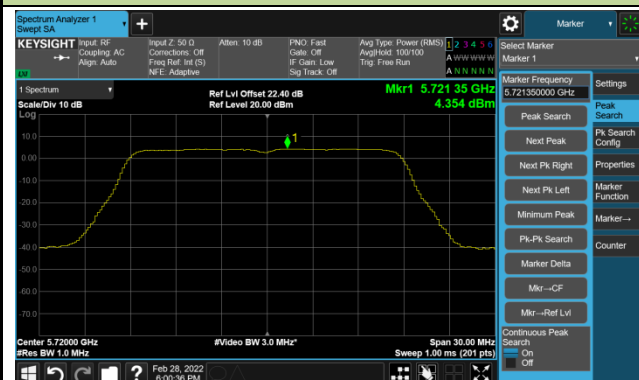 Spectrum Analyzer 1
Swept SA
Marker
KEYSIGHT
Input: RF
Coupling: AC
Align: Auto
Input Z: 50 Ω
Corrections: Off
Freq Ref: Int (S)
NFE: Adaptive
Atten: 10 dB
PNO: Fast
Gate: Off
IF Gain: Low
Sig Track: Off
Avg Type: Power (RMS)
Avg|Hold: 100/100
Trig: Free Run
1 2 3 4 5 6
A W W W W W
A N N N N N
Select Marker
Marker 1
1 Spectrum
Scale/Div 10 dB
Log
Ref Lvl Offset 22.40 dB
Ref Level 20.00 dBm
Mkr1 5.721 35 GHz
4.354 dBm
1
10.0
0.00
-10.0
-20.0
-30.0
-40.0
-50.0
-60.0
-70.0
Center 5.72000 GHz
#Res BW 1.0 MHz
#Video BW 3.0 MHz*
Span 30.00 MHz
Sweep 1.00 ms (201 pts)
Marker Frequency
5.721350000 GHz
Peak Search
Next Peak
Next Pk Right
Next Pk Left
Minimum Peak
Pk-Pk Search
Marker Delta
Mkr→CF
Mkr→Ref Lvl
Continuous Peak
Search
On
Off
Settings
Peak
Search
Pk Search
Config
Properties
Marker
Function
Marker→
Counter
Feb 28, 2022
6:00:36 PM